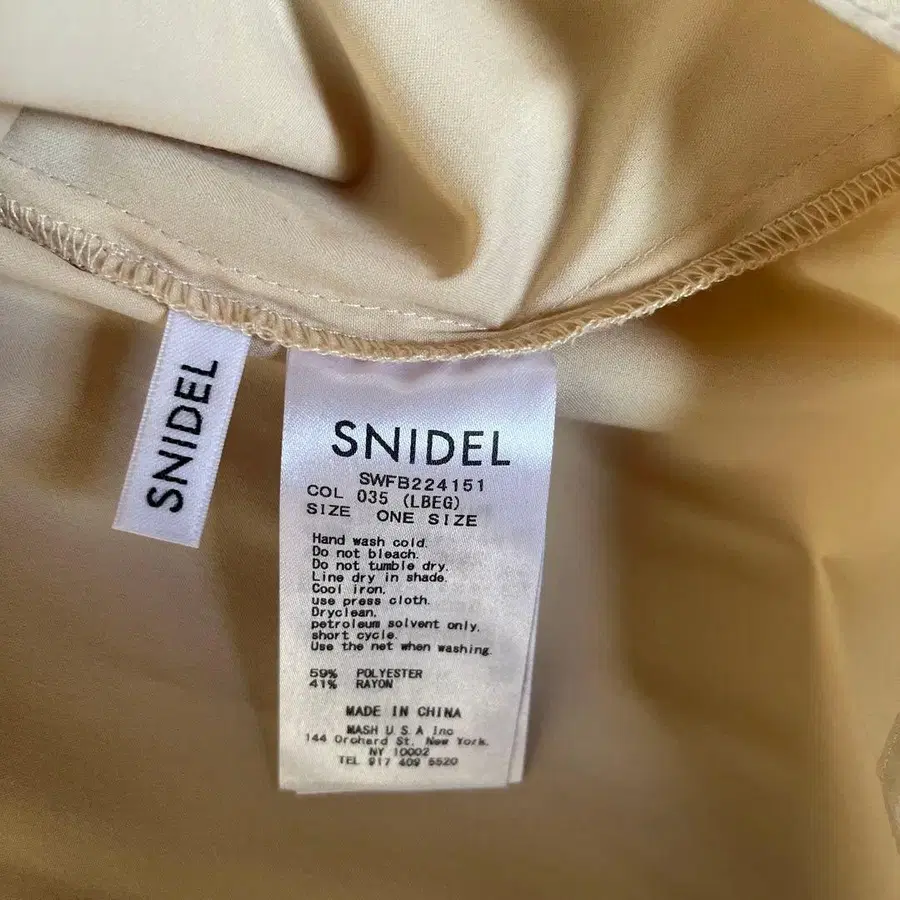 SNIDEL
SNIDEL
SWFB224151
COL 035 (LBEG)
SIZE ONE SIZE
Hand wash cold.
Do not bleach.
Do not tumble dry.
Line dry in shade.
Cool iron.
use press cloth.
Dryclean.
petroleum solvent only.
short cycle.
Use the net when washing.
59% POLYESTER
41% RAYON
MADE IN CHINA
MASH U.S.A Inc
144 Orchard St. New York.
NY 10002
TEL 917 409 5520